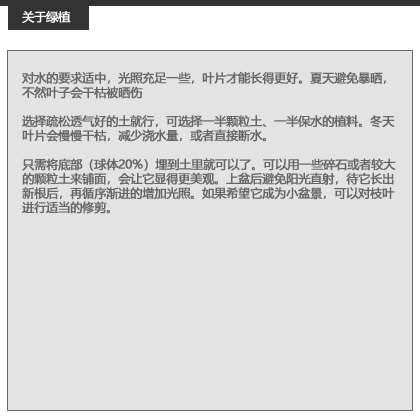 关于绿植
对水的要求适中，光照充足一些，叶片才能长得更好。夏天避免暴晒，
不然叶子会干枯被晒伤
选择疏松透气好的土就行，可选择一半颗粒土、一半保水的植料。冬天
叶片会慢慢干枯，减少浇水量，或者直接断水。
只需将底部（球体20%）埋到土里就可以了。可以用一些碎石或者较大
的颗粒土来铺面，会让它显得更美观。上盆后避免阳光直射，待它长出
新根后，再循序渐进的增加光照。如果希望它成为小盆景，可以对枝叶
进行适当的修剪。